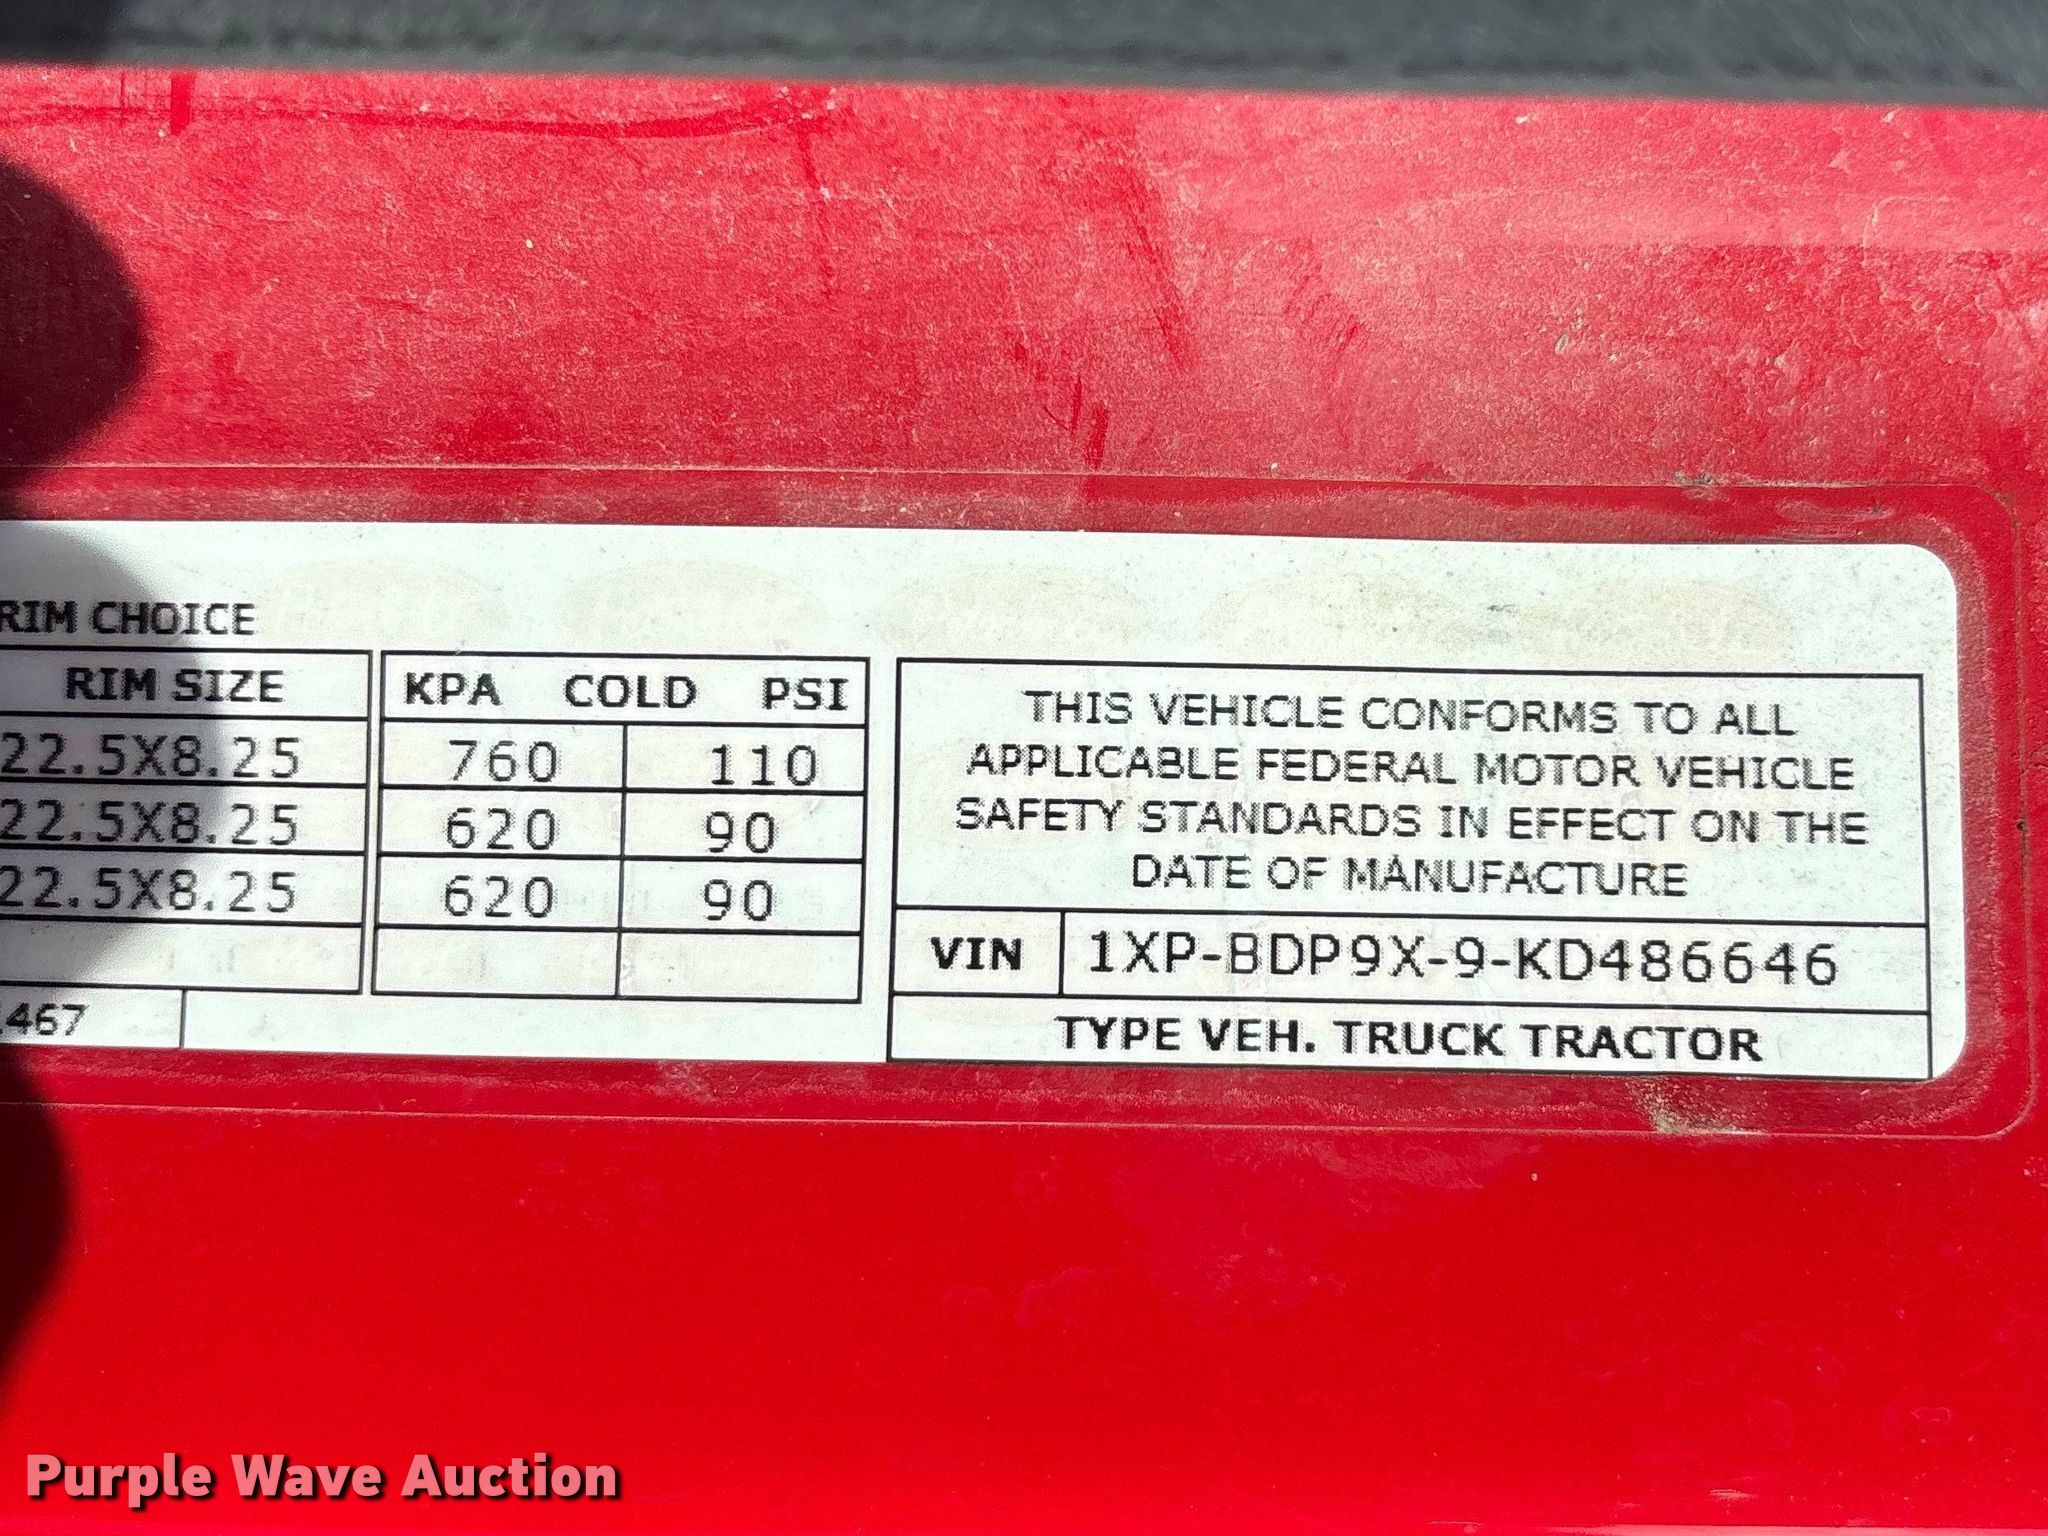 RIM CHOICE
RIM SIZE
22.5X8.25
22.5X8.25
22.5X8.25
467
KPA COLD PSI
760 110
620 90
620 90
THIS VEHICLE CONFORMS TO ALL
APPLICABLE FEDERAL MOTOR VEHICLE
SAFETY STANDARDS IN EFFECT ON THE
DATE OF MANUFACTURE
VIN 1XP-BDP9X-9-KD486646
TYPE VEH. TRUCK TRACTOR
Purple Wave Auction